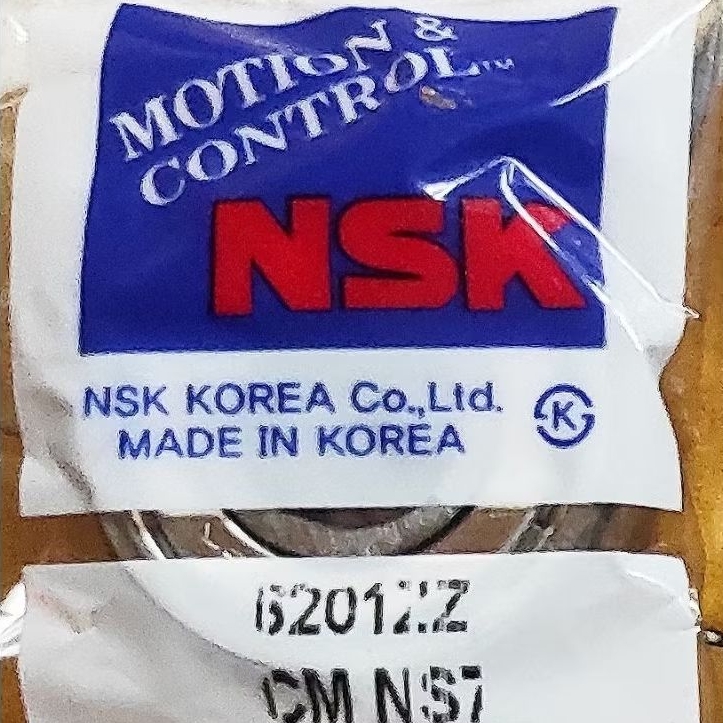 MOTION &
CONTROL™
NSK
NSK KOREA Co.,Ltd.
MADE IN KOREA
K
6201ZZ
CM NS7